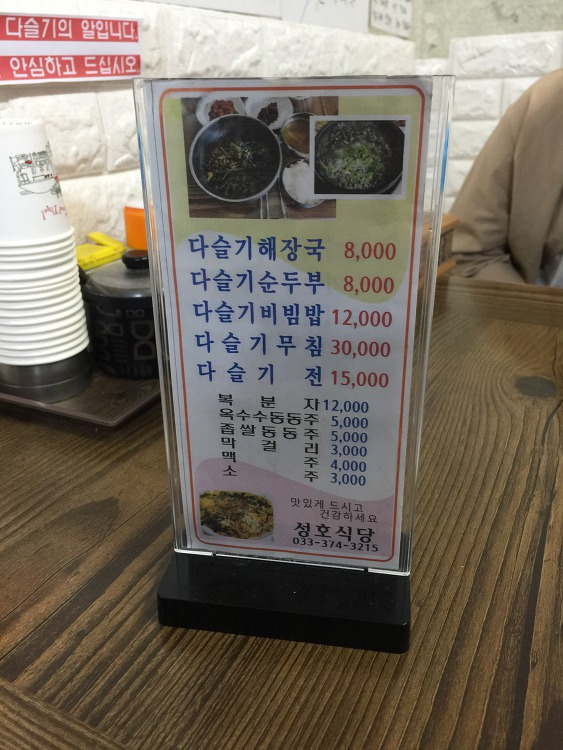 다슬기의 알입니다.
안심하고 드십시오
다슬기해장국 8,000
다슬기순두부 8,000
다슬기비빔밥 12,000
다슬기무침 30,000
다슬기전 15,000
복분자 12,000
옥수수동동주 5,000
좁쌀동동주 5,000
막걸리 3,000
맥주 4,000
소주 3,000
맛있게 드시고
건강하세요
성호식당
033-374-3215